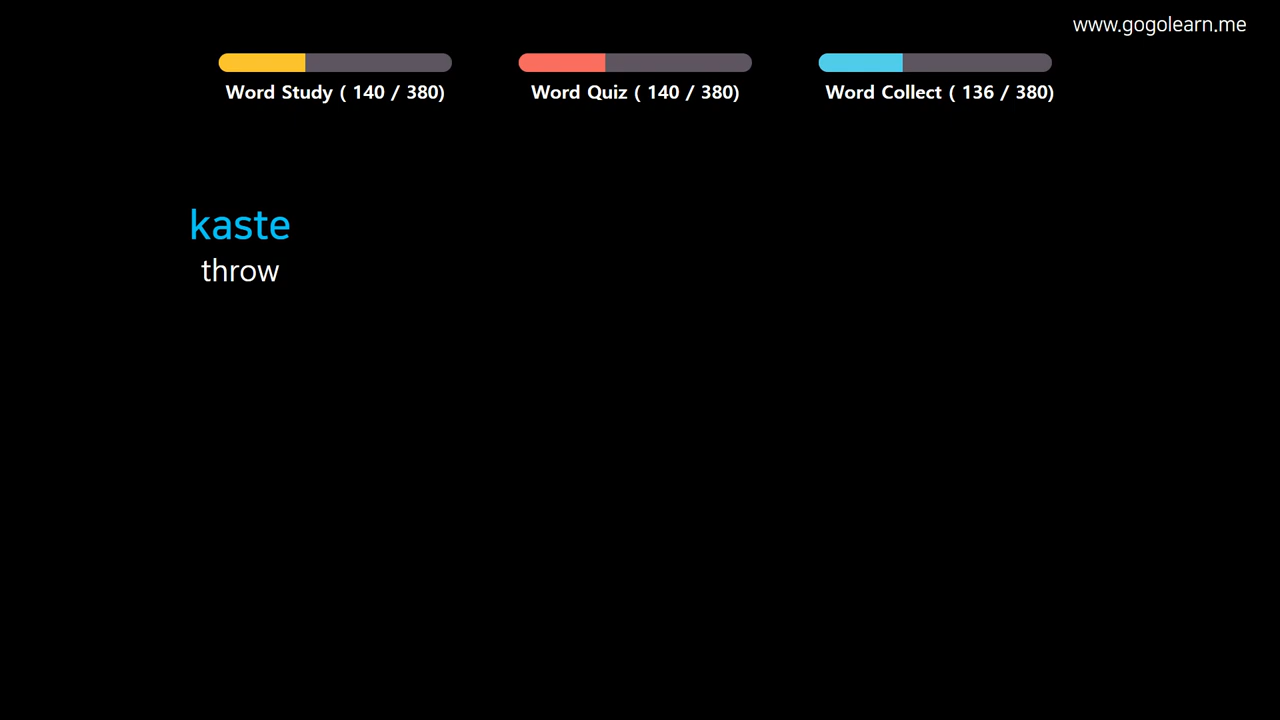 www.gogolearn.me
Word Study ( 140 / 380)
Word Quiz ( 140 / 380)
Word Collect ( 136 / 380)
kaste
throw